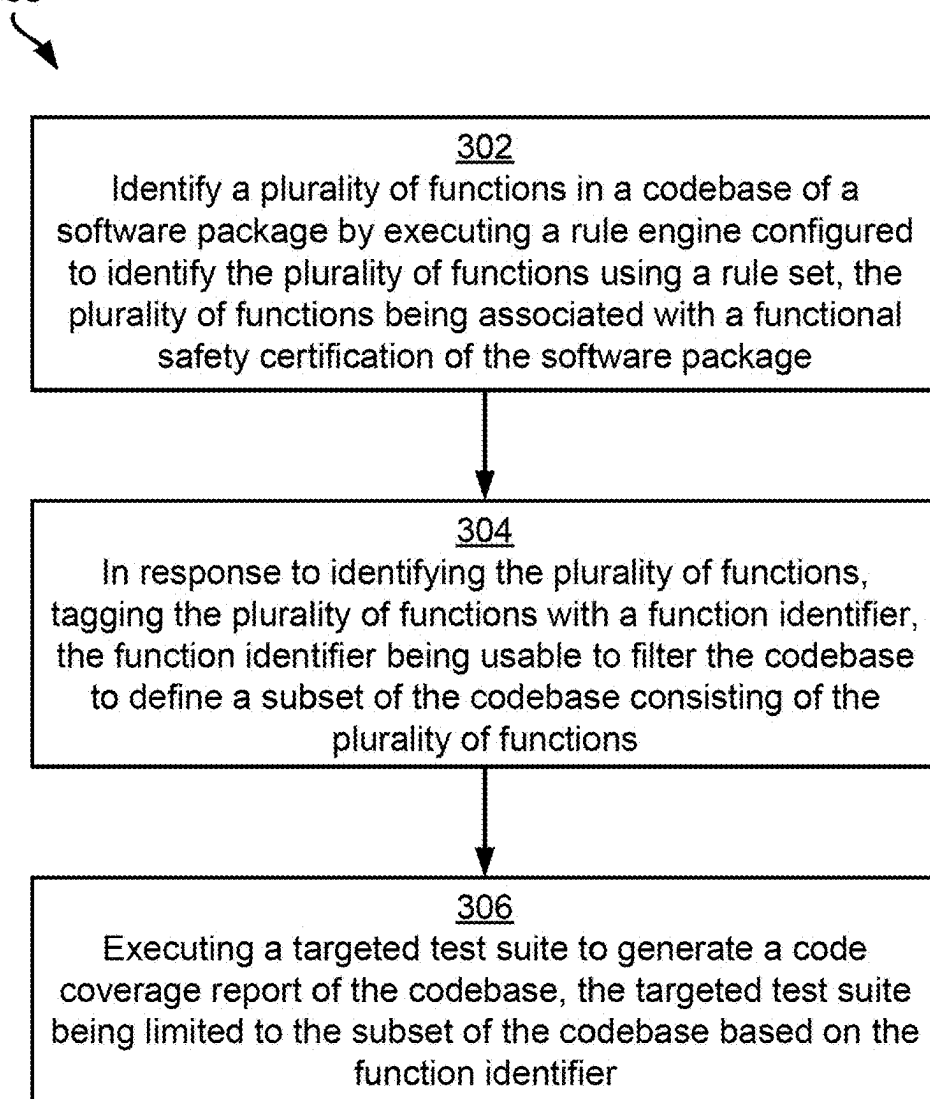 302
Identify a plurality of functions in a codebase of a
software package by executing a rule engine configured
to identify the plurality of functions using a rule set, the
plurality of functions being associated with a functional
safety certification of the software package
304
In response to identifying the plurality of functions,
tagging the plurality of functions with a function identifier,
the function identifier being usable to filter the codebase
to define a subset of the codebase consisting of the
plurality of functions
306
Executing a targeted test suite to generate a code
coverage report of the codebase, the targeted test suite
being limited to the subset of the codebase based on the
function identifier